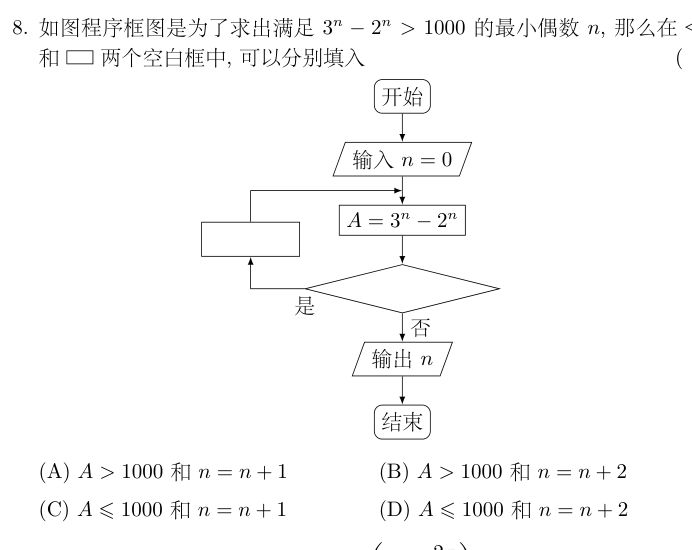 8. 如图程序框图是为了求出满足 3ⁿ − 2ⁿ > 1000 的最小偶数 n, 那么在
和 ▭ 两个空白框中, 可以分别填入 (
开始
输入 n = 0
A = 3ⁿ − 2ⁿ
是
否
输出 n
结束
(A) A > 1000 和 n = n + 1 (B) A > 1000 和 n = n + 2
(C) A ⩽ 1000 和 n = n + 1 (D) A ⩽ 1000 和 n = n + 2